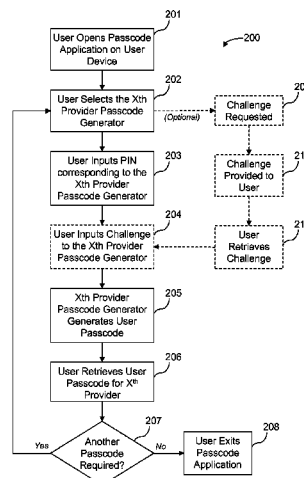 201
User Opens Passcode
Application on User
Device
200
202
User Selects the Xth
Provider Passcode
Generator
(Optional)
20
Challenge
Requested
203
User Inputs PIN
corresponding to the
Xth Provider
Passcode Generator
21
Challenge
Provided to
User
204
User Inputs Challenge
to the Xth Provider
Passcode Generator
21
User
Retrieves
Challenge
205
Xth Provider
Passcode Generator
Generates User
Passcode
206
User Retrieves User
Passcode for Xth
Provider
207
Another
Passcode
Required?
Yes
No
208
User Exits
Passcode
Application